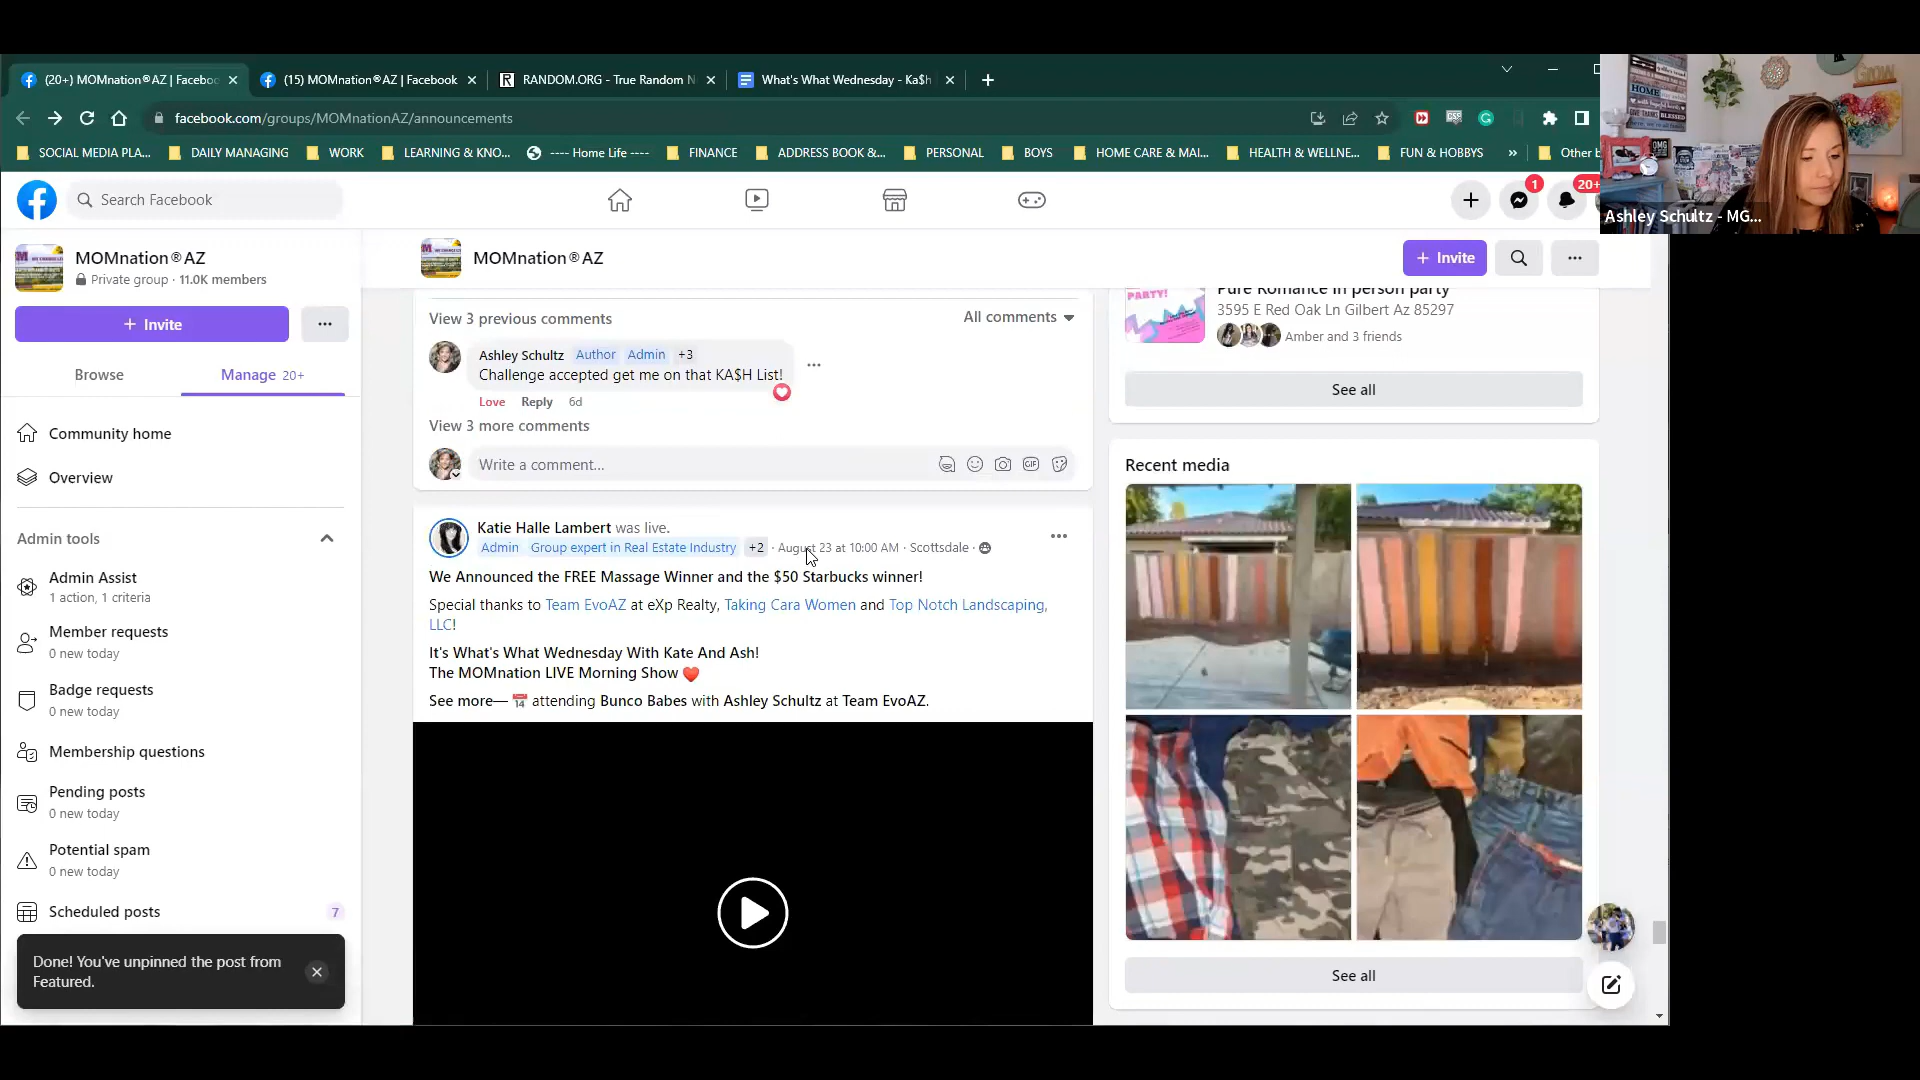 (20+) MOMnation®AZ | Faceboo
(15) MOMnation®AZ | Facebook
RANDOM.ORG - True Random N
What's What Wednesday - Ka$h
facebook.com/groups/MOMnationAZ/announcements
SOCIAL MEDIA PLA...
DAILY MANAGING
WORK
LEARNING & KNO...
---- Home Life ----
FINANCE
ADDRESS BOOK &...
PERSONAL
BOYS
HOME CARE & MAI...
HEALTH & WELLNE...
FUN & HOBBYS
»
Other b
Ashley Schultz - MG...
Search Facebook
1
20+
MOMnation®AZ
Private group · 11.0K members
+ Invite
Browse
Manage 20+
Community home
Overview
Admin tools
Admin Assist
1 action, 1 criteria
Member requests
0 new today
Badge requests
0 new today
Membership questions
Pending posts
0 new today
Potential spam
0 new today
Scheduled posts
7
Done! You've unpinned the post from
Featured.
MOMnation®AZ
+ Invite
View 3 previous comments
All comments
Ashley Schultz Author Admin +3
Challenge accepted get me on that KA$H List!
Love Reply 6d
View 3 more comments
Write a comment...
GIF
Katie Halle Lambert was live.
Admin Group expert in Real Estate Industry +2 · August 23 at 10:00 AM · Scottsdale ·
We Announced the FREE Massage Winner and the $50 Starbucks winner!
Special thanks to Team EvoAZ at eXp Realty, Taking Cara Women and Top Notch Landscaping,
LLC!
It's What's What Wednesday With Kate And Ash!
The MOMnation LIVE Morning Show ❤️
See more— 📅 attending Bunco Babes with Ashley Schultz at Team EvoAZ.
PARTY!
Pure Romance in person party
3595 E Red Oak Ln Gilbert Az 85297
Amber and 3 friends
See all
Recent media
See all